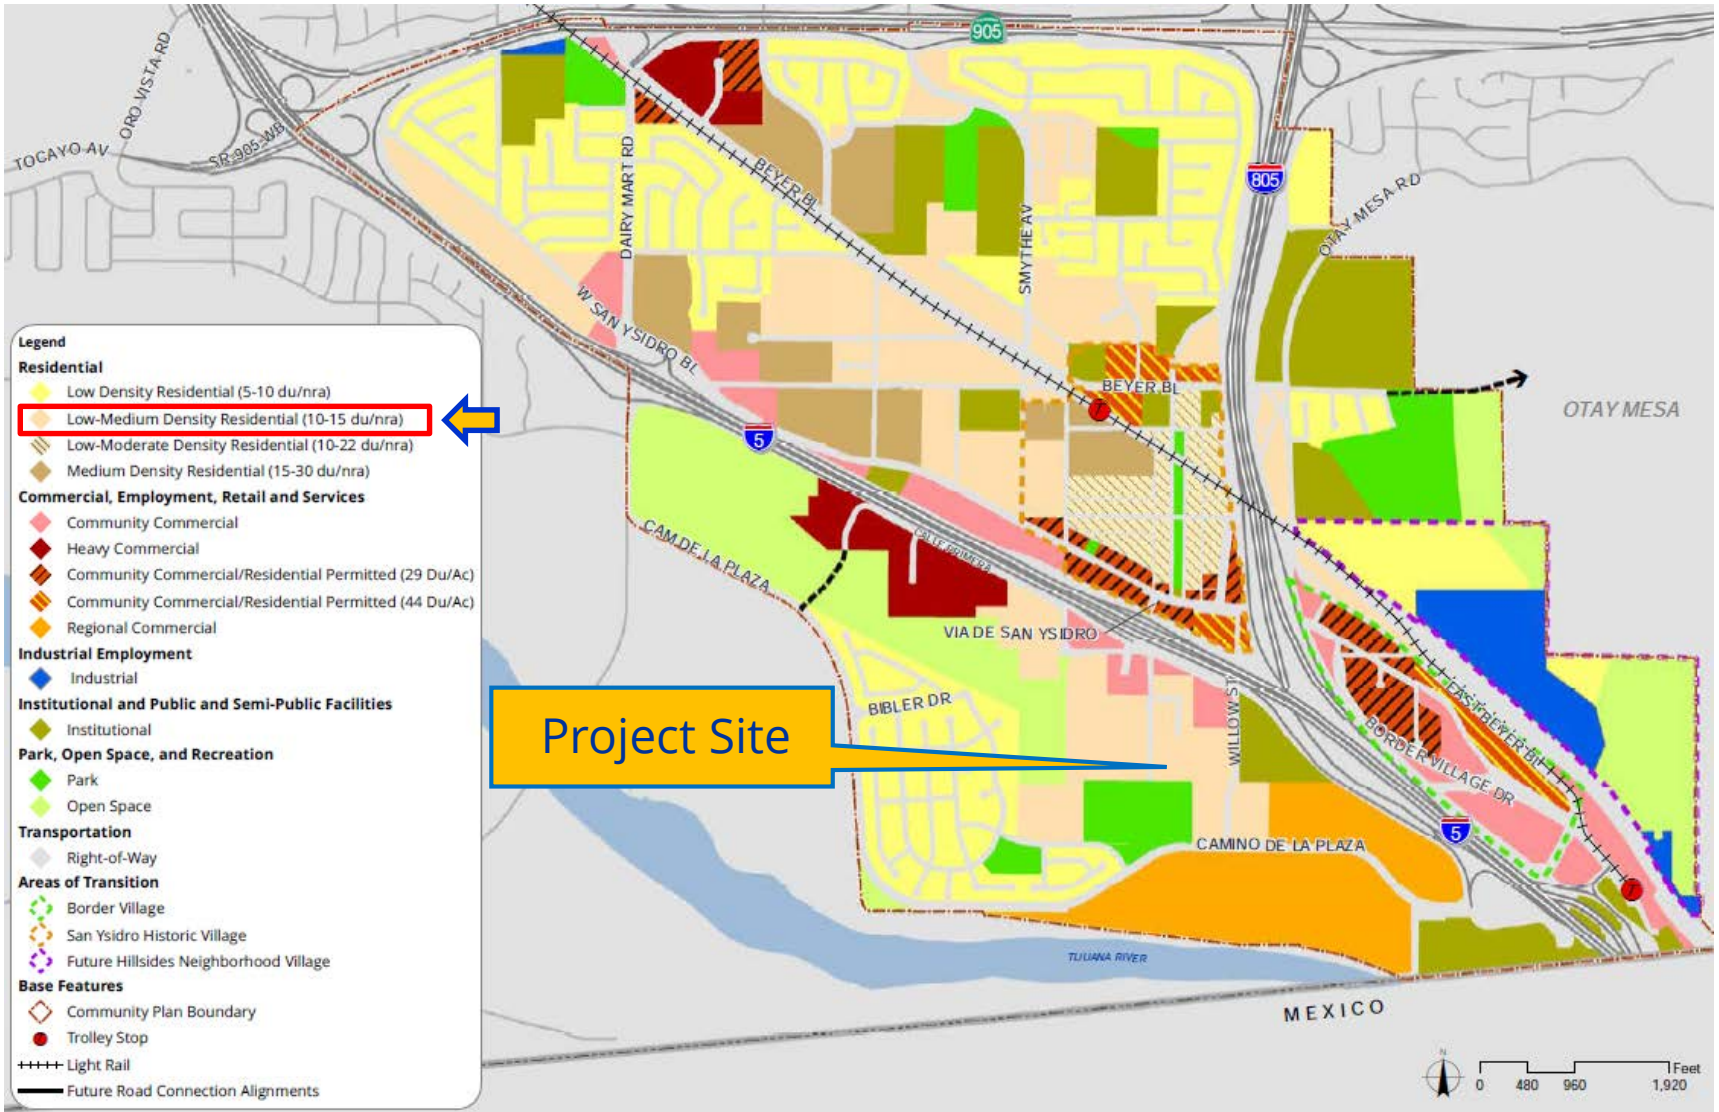 905
ORO VISTA RD
TOCAYO AV
SR-905 WB
DAIRY MART RD
BEYER BL
SMYTHE AV
805
OTAY MESA RD
W SAN YSIDRO BL
BEYER BL
T
OTAY MESA
5
CAM DE LA PLAZA
CALLE PRIMERA
VIA DE SAN YSIDRO
BIBLER DR
WILLOW ST
EAST BEYER BL
BORDER VILLAGE DR
Project Site
5
CAMINO DE LA PLAZA
T
TIJUANA RIVER
MEXICO
Legend
Residential
Low Density Residential (5-10 du/nra)
Low-Medium Density Residential (10-15 du/nra)
Low-Moderate Density Residential (10-22 du/nra)
Medium Density Residential (15-30 du/nra)
Commercial, Employment, Retail and Services
Community Commercial
Heavy Commercial
Community Commercial/Residential Permitted (29 Du/Ac)
Community Commercial/Residential Permitted (44 Du/Ac)
Regional Commercial
Industrial Employment
Industrial
Institutional and Public and Semi-Public Facilities
Institutional
Park, Open Space, and Recreation
Park
Open Space
Transportation
Right-of-Way
Areas of Transition
Border Village
San Ysidro Historic Village
Future Hillsides Neighborhood Village
Base Features
Community Plan Boundary
Trolley Stop
Light Rail
Future Road Connection Alignments
N
Feet
0 480 960 1,920